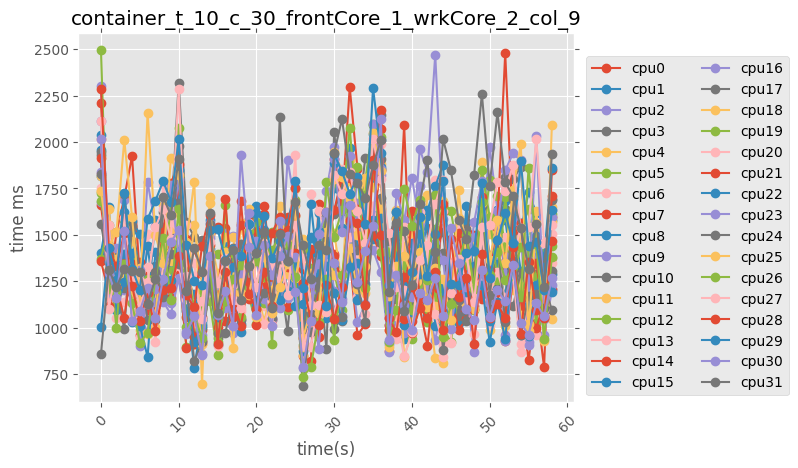 container_t_10_c_30_frontCore_1_wrkCore_2_col_9
time ms
2500
2250
2000
1750
1500
1250
1000
750
0
10
20
30
40
50
60
time(s)
cpu0
cpu1
cpu2
cpu3
cpu4
cpu5
cpu6
cpu7
cpu8
cpu9
cpu10
cpu11
cpu12
cpu13
cpu14
cpu15
cpu16
cpu17
cpu18
cpu19
cpu20
cpu21
cpu22
cpu23
cpu24
cpu25
cpu26
cpu27
cpu28
cpu29
cpu30
cpu31